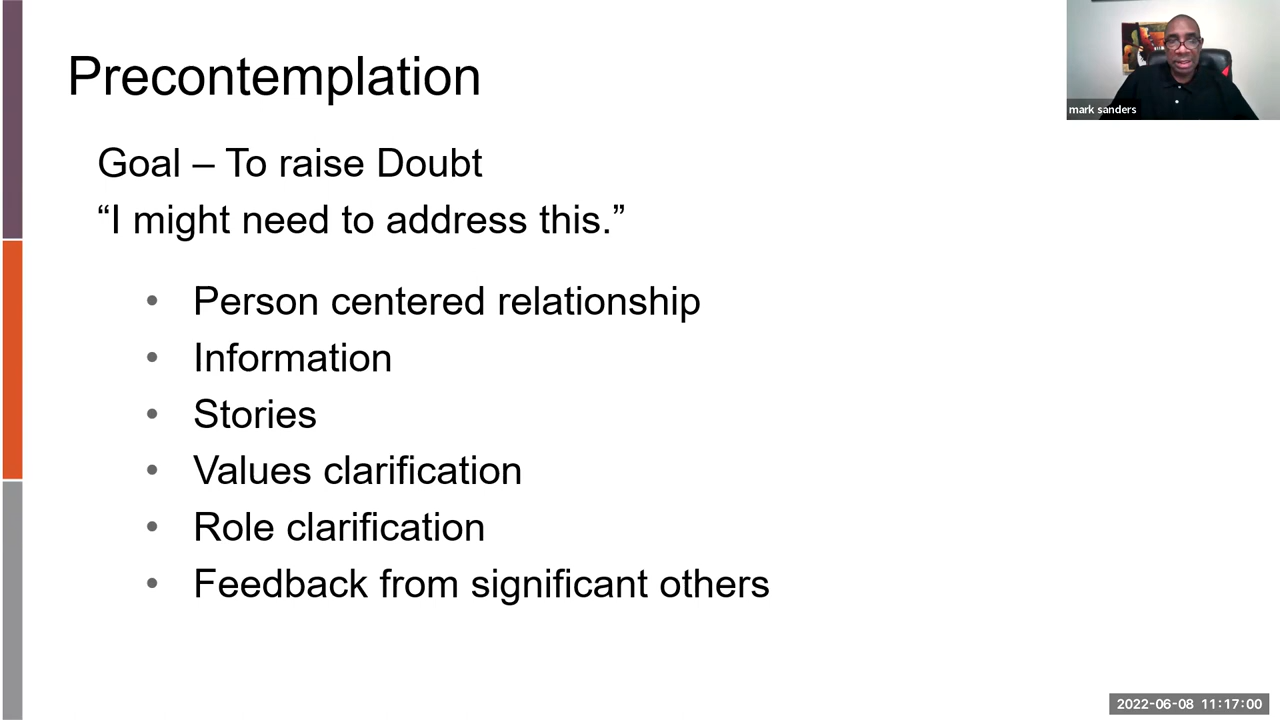 Precontemplation
mark sanders
Goal – To raise Doubt
“I might need to address this.”
• Person centered relationship
• Information
• Stories
• Values clarification
• Role clarification
• Feedback from significant others
2022-06-08 11:17:00